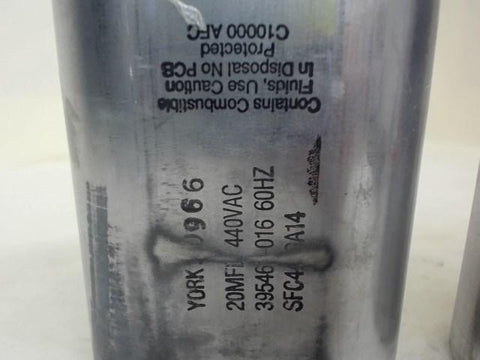 Contains Combustible
Fluids, Use Caution
In Disposal No PCB
Protected
C10000 AFC
YORK 0966
20MF 440VAC
39546 016 60HZ
SFC4 0A14